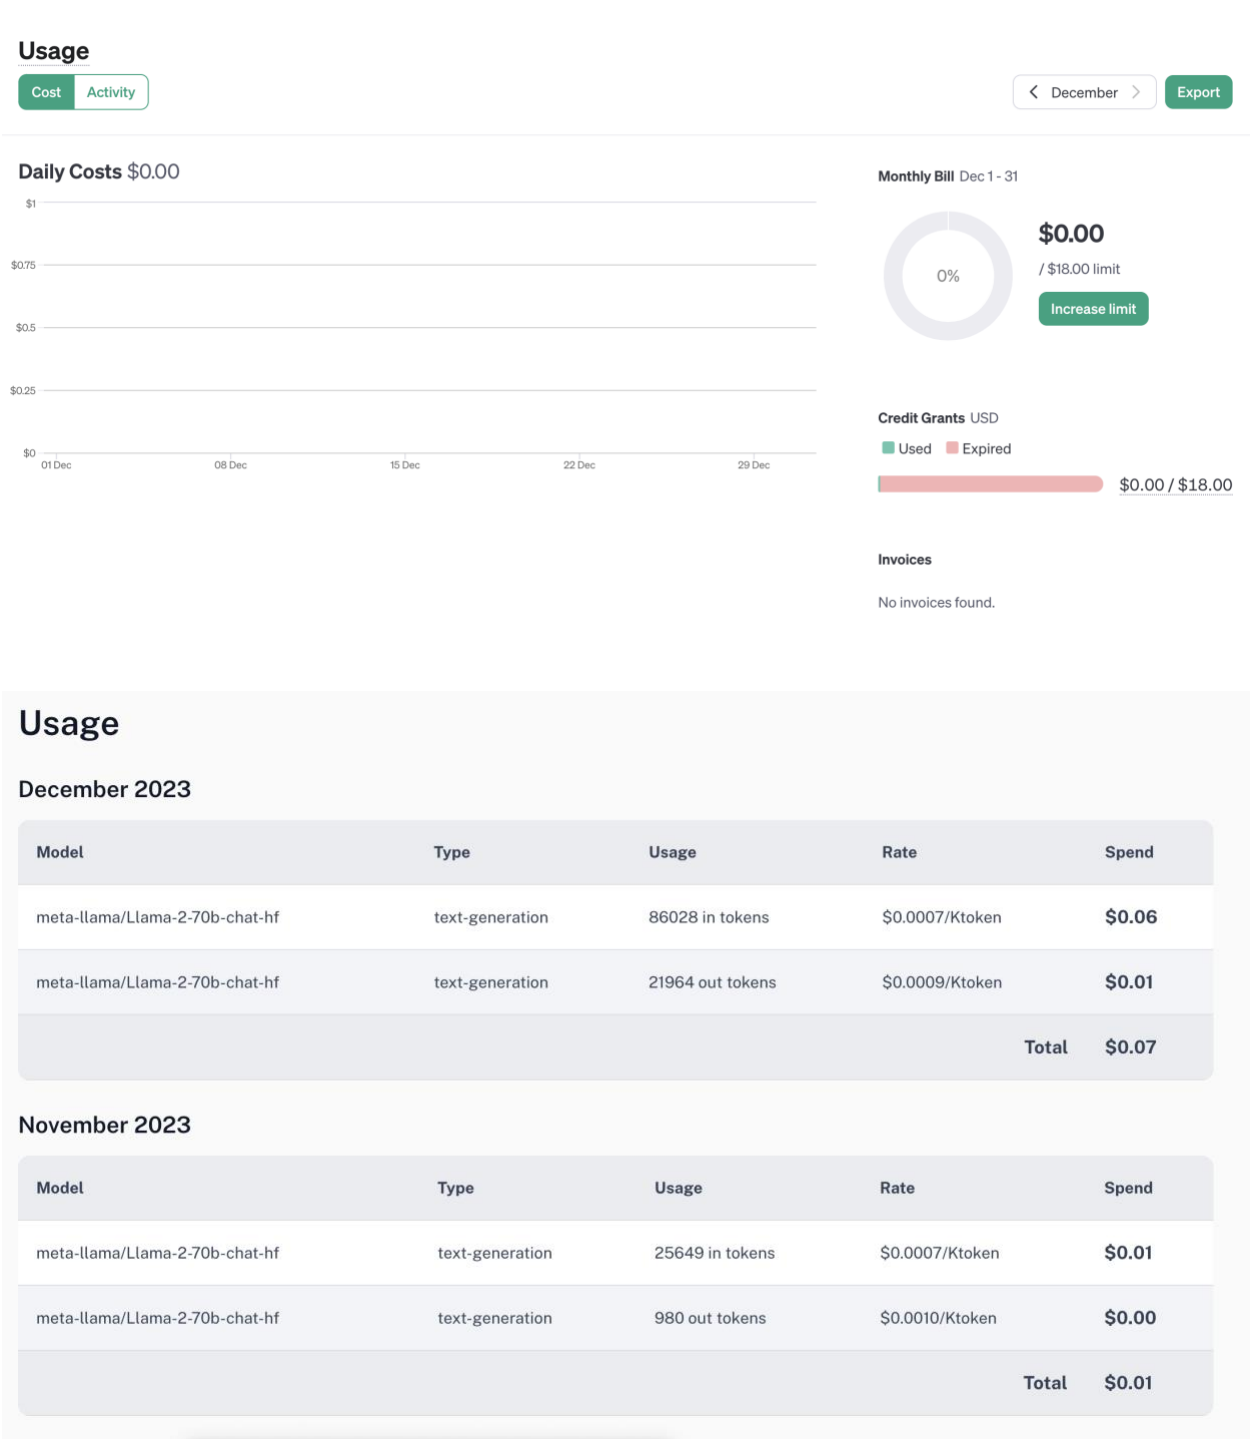 Usage
Cost Activity
December Export
Daily Costs $0.00
$1
$0.75
$0.5
$0.25
$0
01 Dec 08 Dec 15 Dec 22 Dec 29 Dec
Monthly Bill Dec 1 - 31
0%
$0.00
/ $18.00 limit
Increase limit
Credit Grants USD
Used Expired
$0.00 / $18.00
Invoices
No invoices found.
Usage
December 2023
Model Type Usage Rate Spend
meta-llama/Llama-2-70b-chat-hf text-generation 86028 in tokens $0.0007/Ktoken $0.06
meta-llama/Llama-2-70b-chat-hf text-generation 21964 out tokens $0.0009/Ktoken $0.01
Total $0.07
November 2023
Model Type Usage Rate Spend
meta-llama/Llama-2-70b-chat-hf text-generation 25649 in tokens $0.0007/Ktoken $0.01
meta-llama/Llama-2-70b-chat-hf text-generation 980 out tokens $0.0010/Ktoken $0.00
Total $0.01